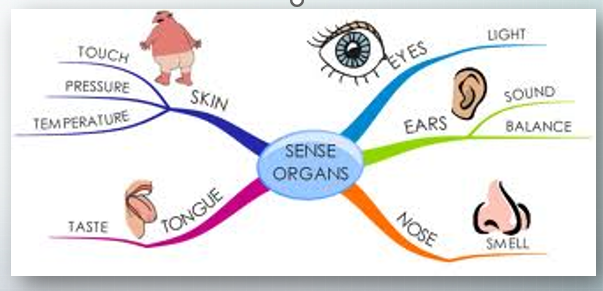 SENSE
ORGANS
EYES
LIGHT
EARS
SOUND
BALANCE
NOSE
SMELL
TONGUE
TASTE
SKIN
TOUCH
PRESSURE
TEMPERATURE